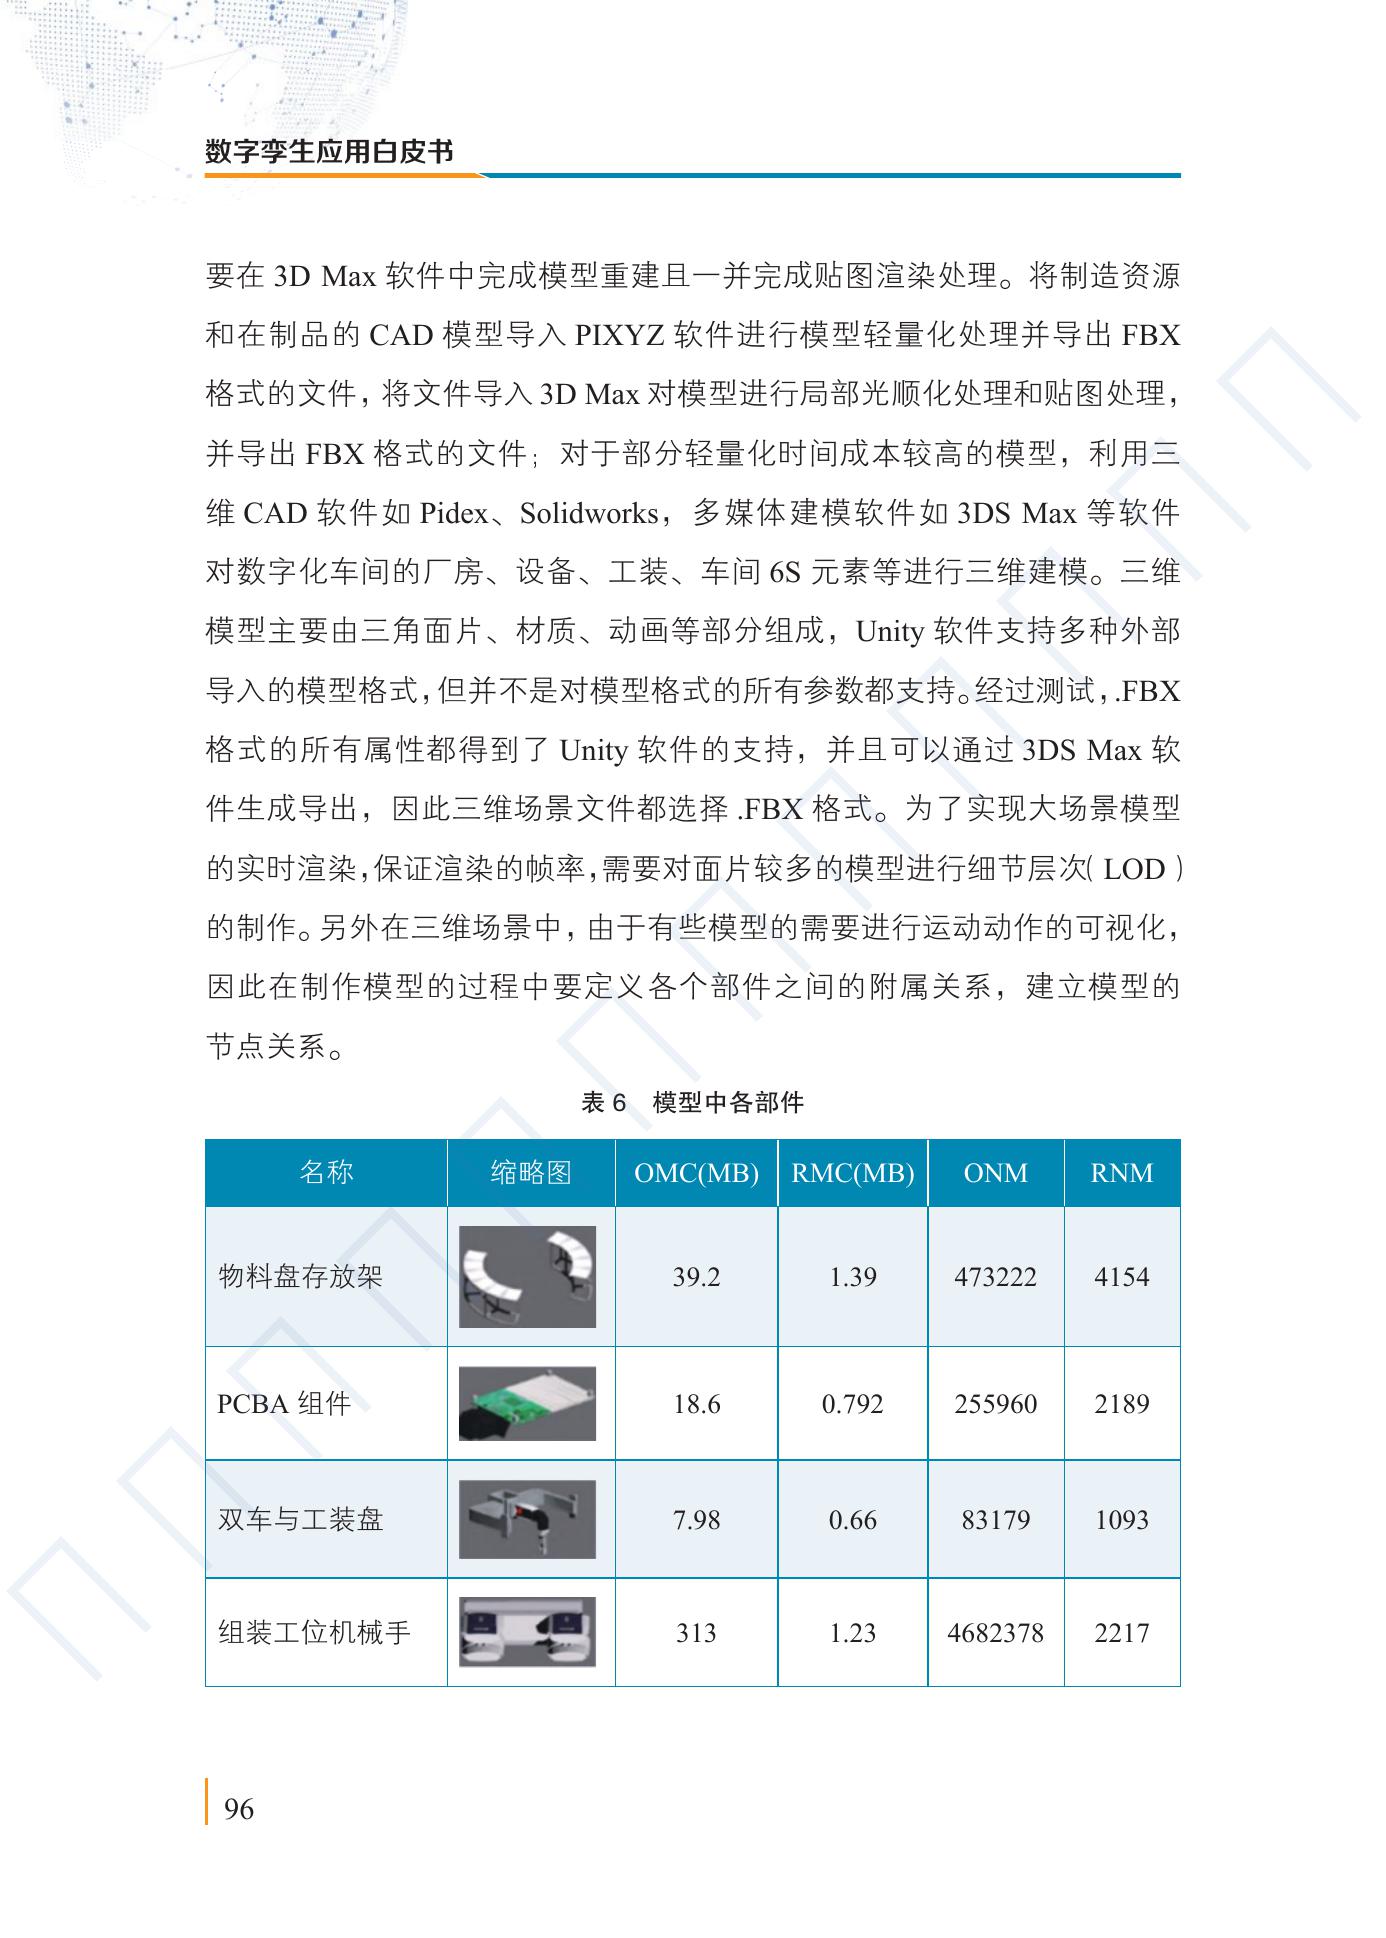 数字孪生应用白皮书
要在 3D Max 软件中完成模型重建且一并完成贴图渲染处理。将制造资源
和在制品的 CAD 模型导入 PIXYZ 软件进行模型轻量化处理并导出 FBX
格式的文件，将文件导入 3D Max 对模型进行局部光顺化处理和贴图处理，
并导出 FBX 格式的文件；对于部分轻量化时间成本较高的模型，利用三
维 CAD 软件如 Pidex、Solidworks，多媒体建模软件如 3DS Max 等软件
对数字化车间的厂房、设备、工装、车间 6S 元素等进行三维建模。三维
模型主要由三角面片、材质、动画等部分组成，Unity 软件支持多种外部
导入的模型格式，但并不是对模型格式的所有参数都支持。经过测试，.FBX
格式的所有属性都得到了 Unity 软件的支持，并且可以通过 3DS Max 软
件生成导出，因此三维场景文件都选择 .FBX 格式。为了实现大场景模型
的实时渲染，保证渲染的帧率，需要对面片较多的模型进行细节层次（LOD）
的制作。另外在三维场景中，由于有些模型的需要进行运动动作的可视化，
因此在制作模型的过程中要定义各个部件之间的附属关系，建立模型的
节点关系。
表 6 模型中各部件
名称 缩略图 OMC(MB) RMC(MB) ONM RNM
物料盘存放架 39.2 1.39 473222 4154
PCBA 组件 18.6 0.792 255960 2189
双车与工装盘 7.98 0.66 83179 1093
组装工位机械手 313 1.23 4682378 2217
96